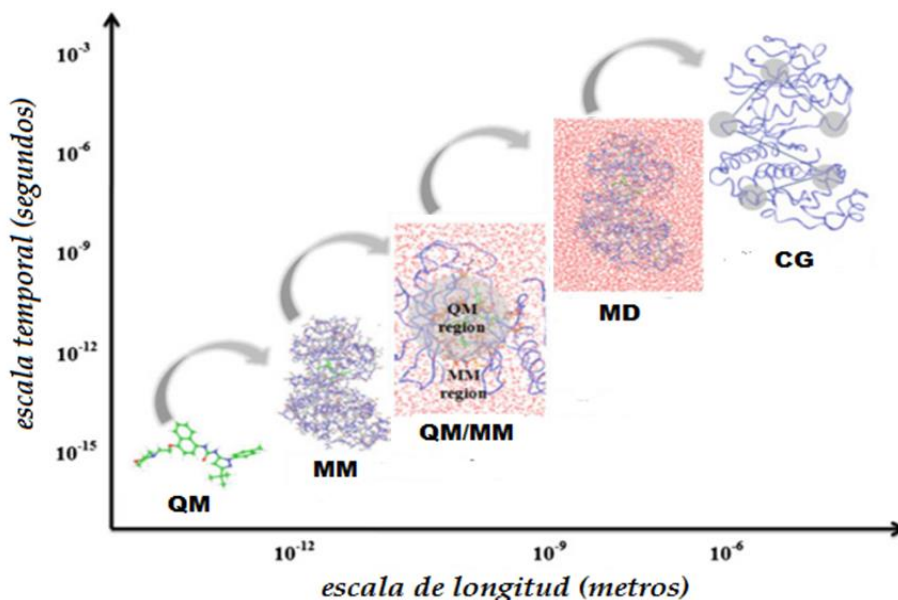 escala temporal (segundos)
10⁻³
10⁻⁶
10⁻⁹
10⁻¹²
10⁻¹⁵
QM
MM
QM
region
MM
region
QM/MM
MD
CG
10⁻¹²
10⁻⁹
10⁻⁶
escala de longitud (metros)